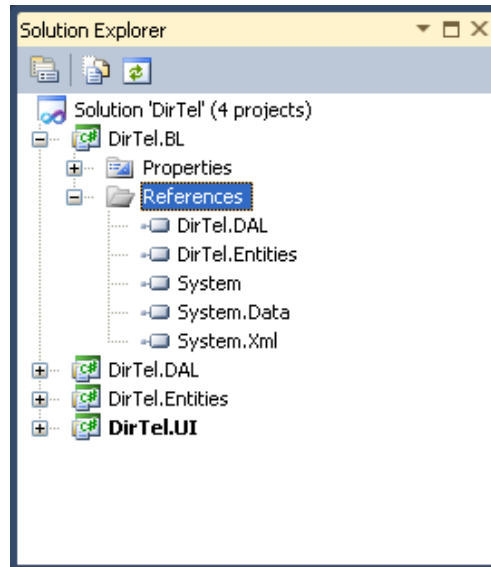 Solution Explorer
Solution 'DirTel' (4 projects)
DirTel.BL
Properties
References
DirTel.DAL
DirTel.Entities
System
System.Data
System.Xml
DirTel.DAL
DirTel.Entities
DirTel.UI